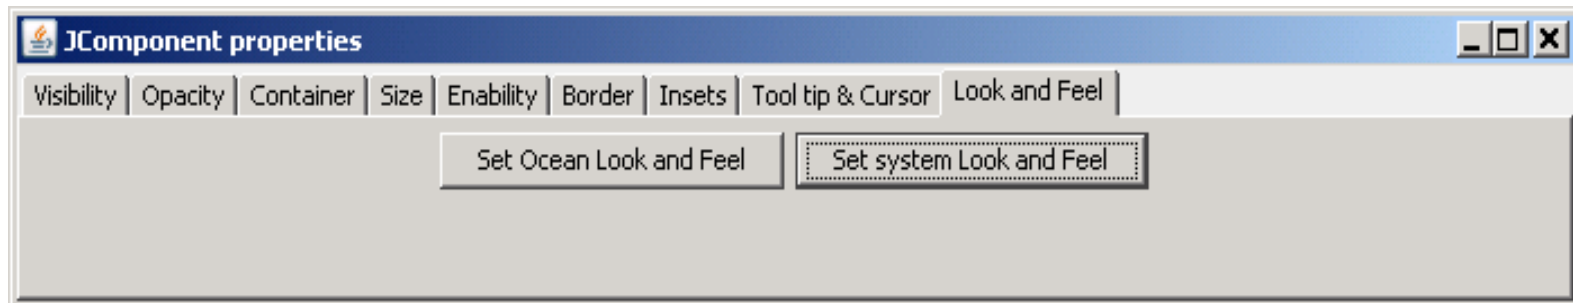 JComponent properties
Visibility Opacity Container Size Enability Border Insets Tool tip & Cursor Look and Feel
Set Ocean Look and Feel Set system Look and Feel